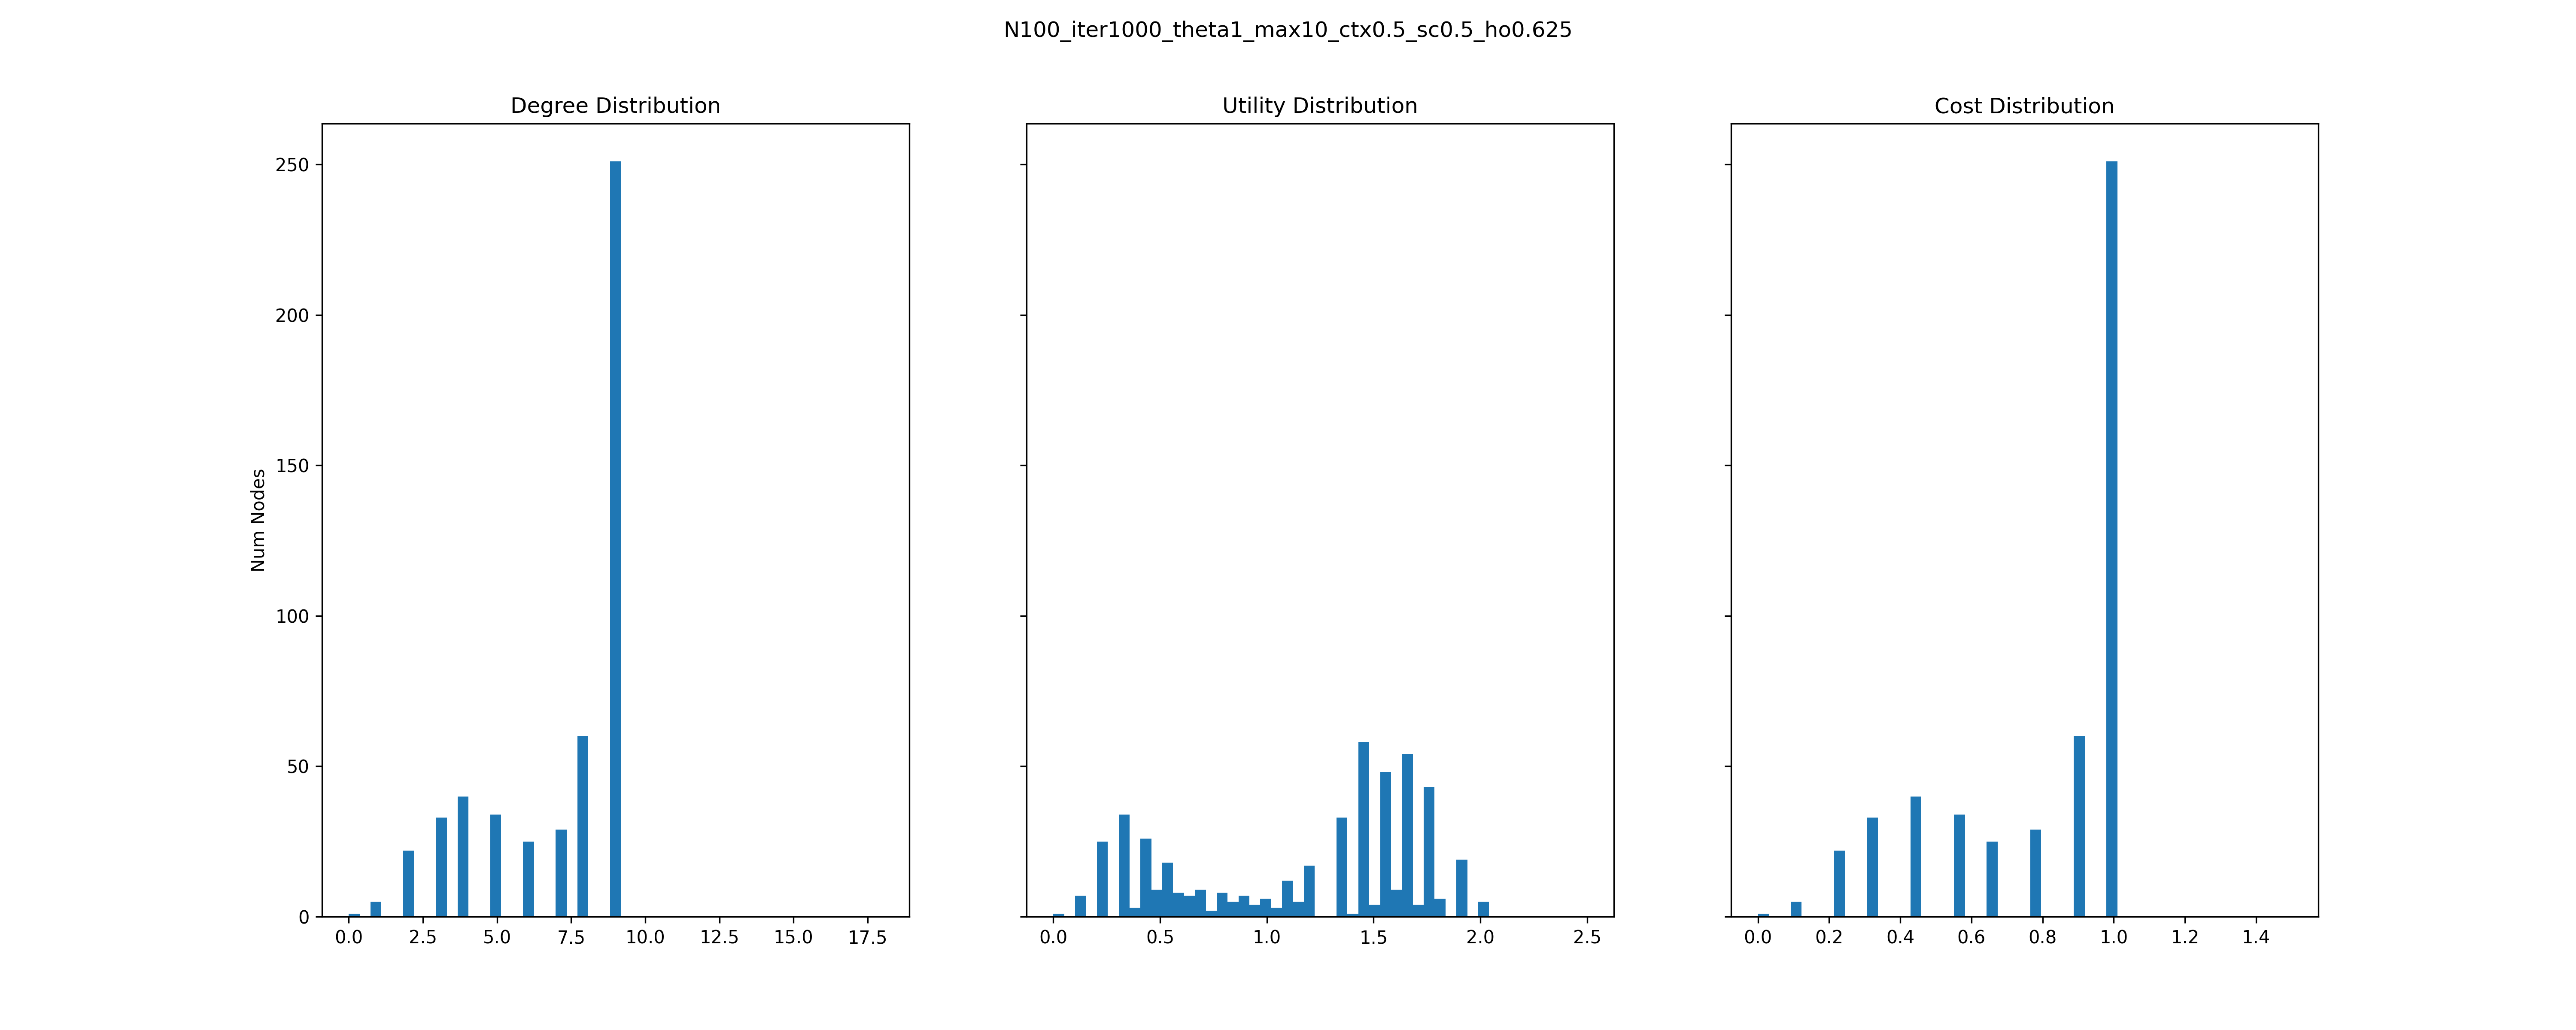 N100_iter1000_theta1_max10_ctx0.5_sc0.5_ho0.625
Degree Distribution
Utility Distribution
Cost Distribution
Num Nodes
250
200
150
100
50
0
0.0 2.5 5.0 7.5 10.0 12.5 15.0 17.5
0.0 0.5 1.0 1.5 2.0 2.5
0.0 0.2 0.4 0.6 0.8 1.0 1.2 1.4